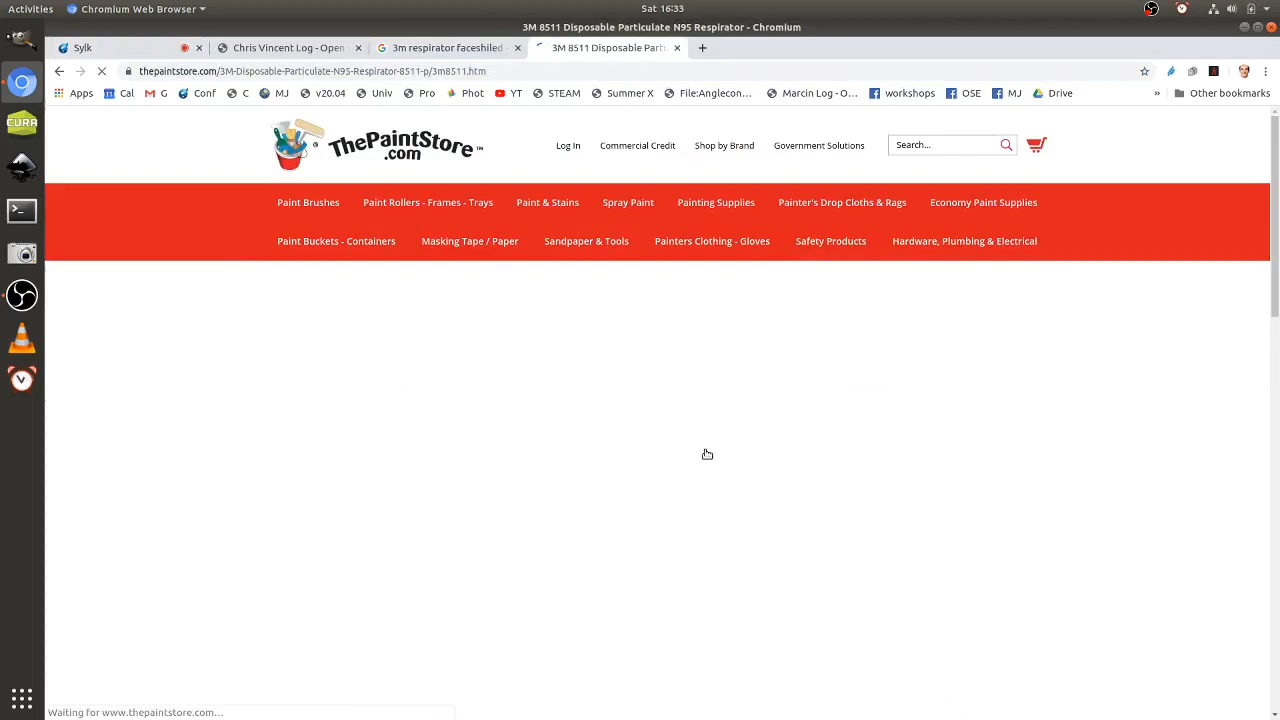 Activities Chromium Web Browser Sat 16:33
3M 8511 Disposable Particulate N95 Respirator - Chromium
Sylk Chris Vincent Log - Open 3m respirator faceshiled - 3M 8511 Disposable Parti
thepaintstore.com/3M-Disposable-Particulate-N95-Respirator-8511-p/3m8511.htm
Apps Cal G Conf C MJ v20.04 Univ Pro Phot YT STEAM Summer X File:Anglecon… Marcin Log - O… workshops OSE MJ Drive » Other bookmarks
CURA
ThePaintStore
.com™
Log In Commercial Credit Shop by Brand Government Solutions Search...
Paint Brushes Paint Rollers - Frames - Trays Paint & Stains Spray Paint Painting Supplies Painter's Drop Cloths & Rags Economy Paint Supplies
Paint Buckets - Containers Masking Tape / Paper Sandpaper & Tools Painters Clothing - Gloves Safety Products Hardware, Plumbing & Electrical
Waiting for www.thepaintstore.com…